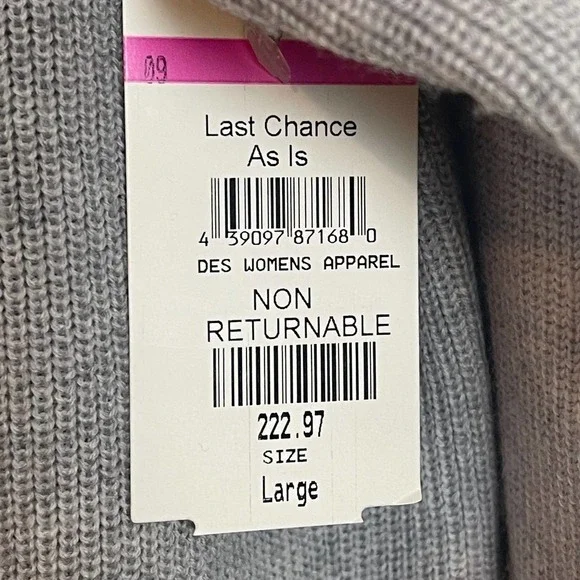 09
Last Chance
As Is
4 39097 87168 0
DES WOMENS APPAREL
NON
RETURNABLE
222.97
SIZE
Large